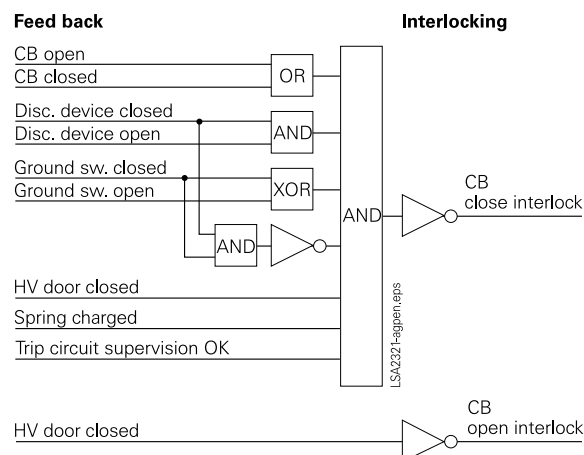 Feed back
Interlocking
CB open
CB closed
OR
Disc. device closed
Disc. device open
AND
Ground sw. closed
Ground sw. open
XOR
AND
AND
CB
close interlock
HV door closed
Spring charged
Trip circuit supervision OK
LSA2321-agpen.eps
HV door closed
CB
open interlock